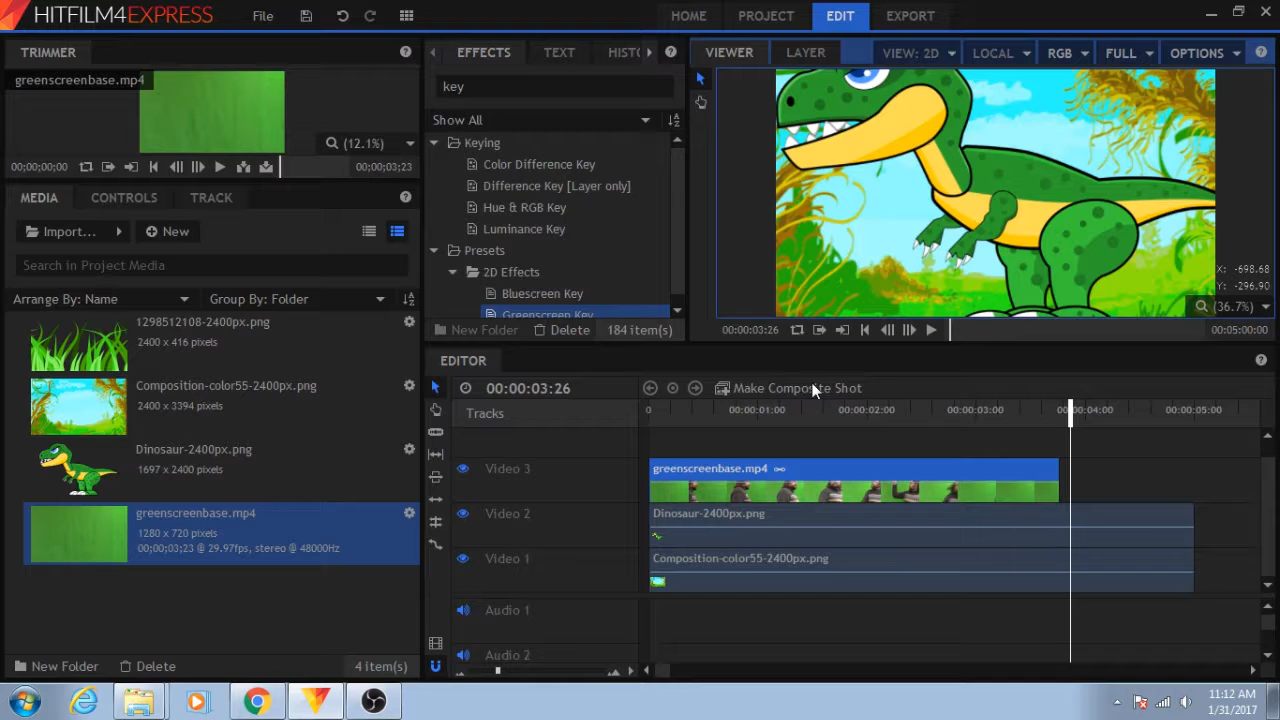 HITFILM4EXPRESS File HOME PROJECT EDIT EXPORT
TRIMMER
greenscreenbase.mp4
(12.1%)
00;00;00;00 00;00;03;23
MEDIA CONTROLS TRACK
Import... New
Search in Project Media
Arrange By: Name Group By: Folder
1298512108-2400px.png
2400 x 416 pixels
Composition-color55-2400px.png
2400 x 3394 pixels
Dinosaur-2400px.png
1697 x 2400 pixels
greenscreenbase.mp4
1280 x 720 pixels
00;00;03;23 @ 29.97fps, stereo @ 48000Hz
New Folder Delete 4 item(s)
EFFECTS TEXT HISTO
key
Show All
Keying
Color Difference Key
Difference Key [Layer only]
Hue & RGB Key
Luminance Key
Presets
2D Effects
Bluescreen Key
Greenscreen Key
New Folder Delete 184 item(s)
VIEWER LAYER VIEW: 2D LOCAL RGB FULL OPTIONS
X: -698.68
Y: -296.90
(36.7%)
00:00:03:26 00:05:00:00
EDITOR
00:00:03:26 Make Composite Shot
Tracks 0 00:00:01:00 00:00:02:00 00:00:03:00 00:00:04:00 00:00:05:00
Video 3 greenscreenbase.mp4
Video 2 Dinosaur-2400px.png
Video 1 Composition-color55-2400px.png
Audio 1
Audio 2
11:12 AM
1/31/2017